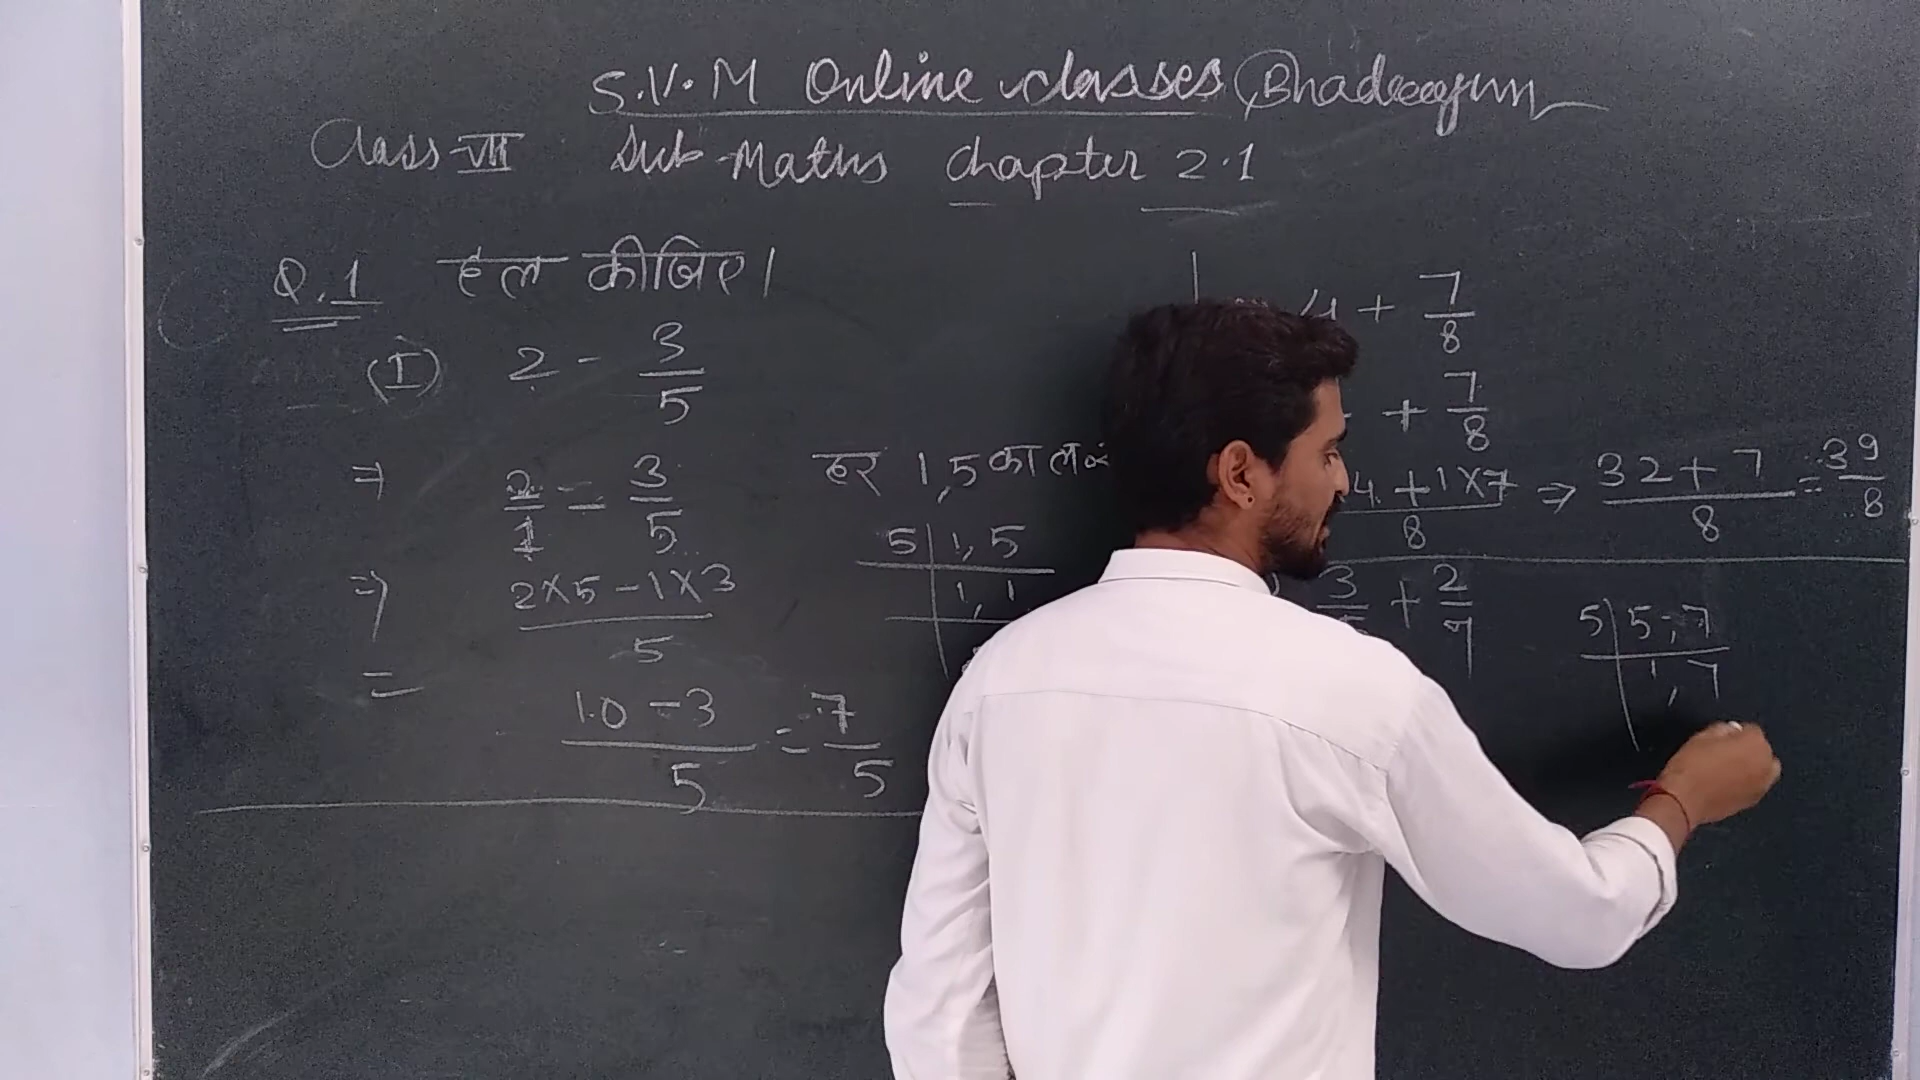 S.V.M Online classes
Class-VII Sub-Maths Chapter 2.1
Q.1 हल कीजिए।
(I) 2 - 3/5
⇒ 2/1 - 3/5
⇒ 2×5-1×3/5
= 10-3/5 = 7/5
हर 1,5 का ल॰
5 | 1, 5
1, 1
4 + 7/8
+ 7/8
4+1×7/8 ⇒ 32+7/8 = 39/8
3 + 2/7
5 | 5, 7
1, 7